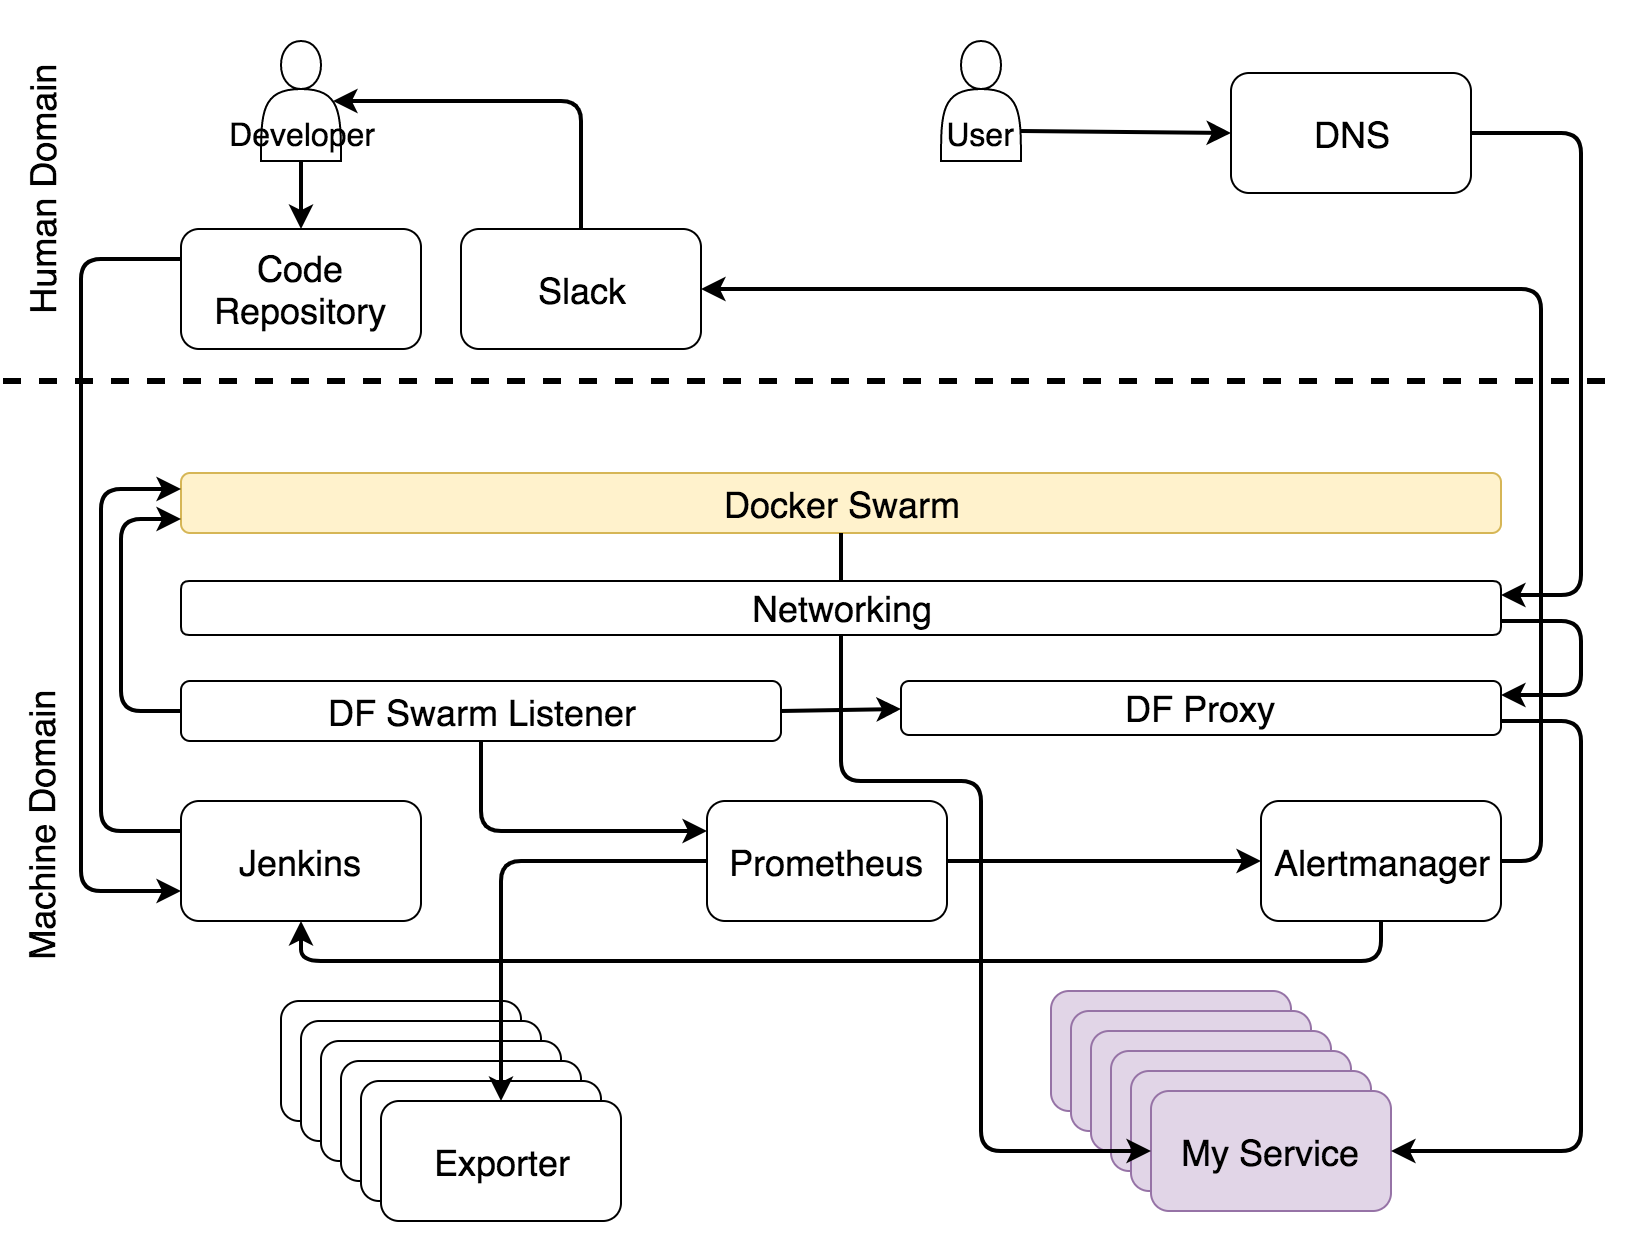 Human Domain
Developer
User
DNS
Code
Repository
Slack
Machine Domain
Docker Swarm
Networking
DF Swarm Listener
DF Proxy
Jenkins
Prometheus
Alertmanager
Exporter
My Service